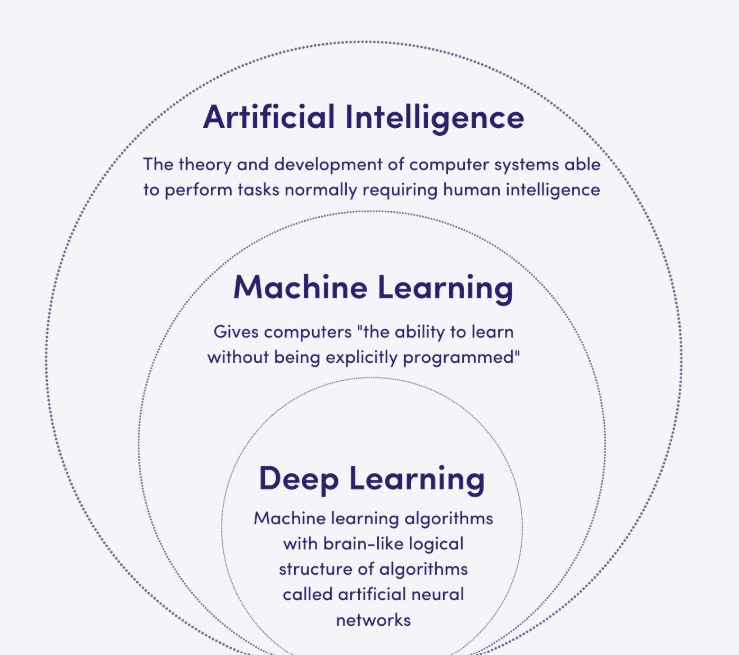 Artificial Intelligence
The theory and development of computer systems able
to perform tasks normally requiring human intelligence
Machine Learning
Gives computers "the ability to learn
without being explicitly programmed"
Deep Learning
Machine learning algorithms
with brain-like logical
structure of algorithms
called artificial neural
networks